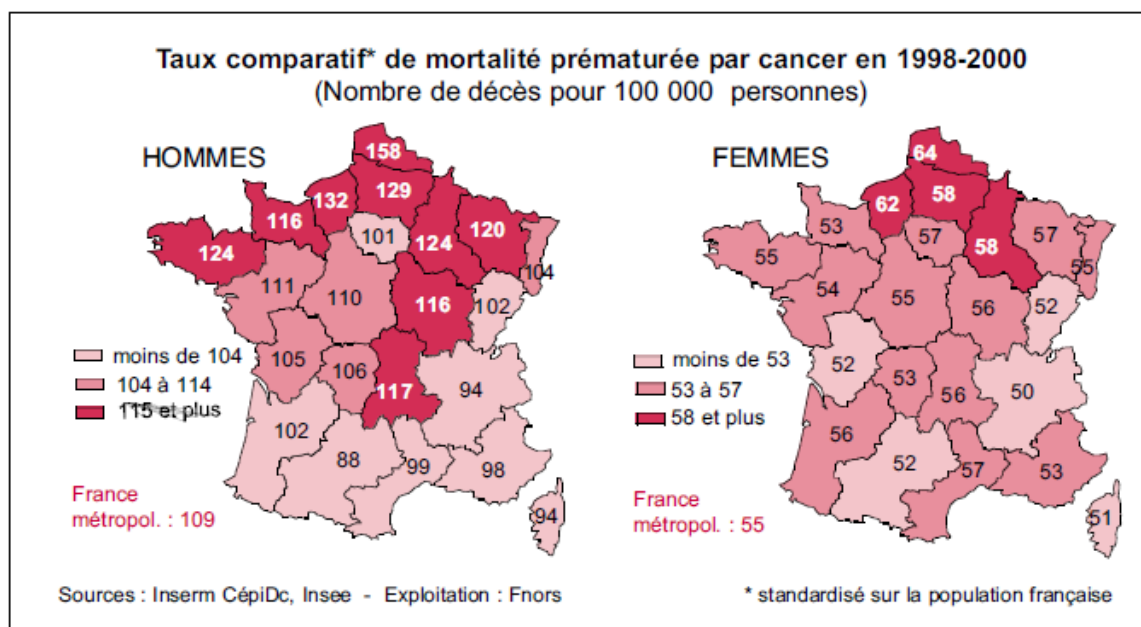 Taux comparatif* de mortalité prématurée par cancer en 1998-2000
(Nombre de décès pour 100 000 personnes)
HOMMES
158
132
129
116
101
124
120
124
104
111
110
116
102
105
106
117
94
102
88
99
98
94
moins de 104
104 à 114
115 et plus
France
métropol. : 109
FEMMES
64
62
58
53
57
58
57
55
55
54
55
56
52
52
53
56
50
56
52
57
53
51
moins de 53
53 à 57
58 et plus
France
métropol. : 55
Sources : Inserm CépiDc, Insee - Exploitation : Fnors
* standardisé sur la population française